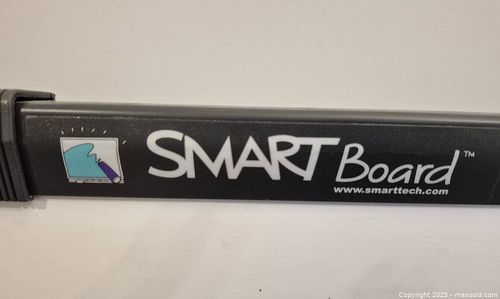 SMART Board™
www.smarttech.com
Copyright 2025 - maxsold.com